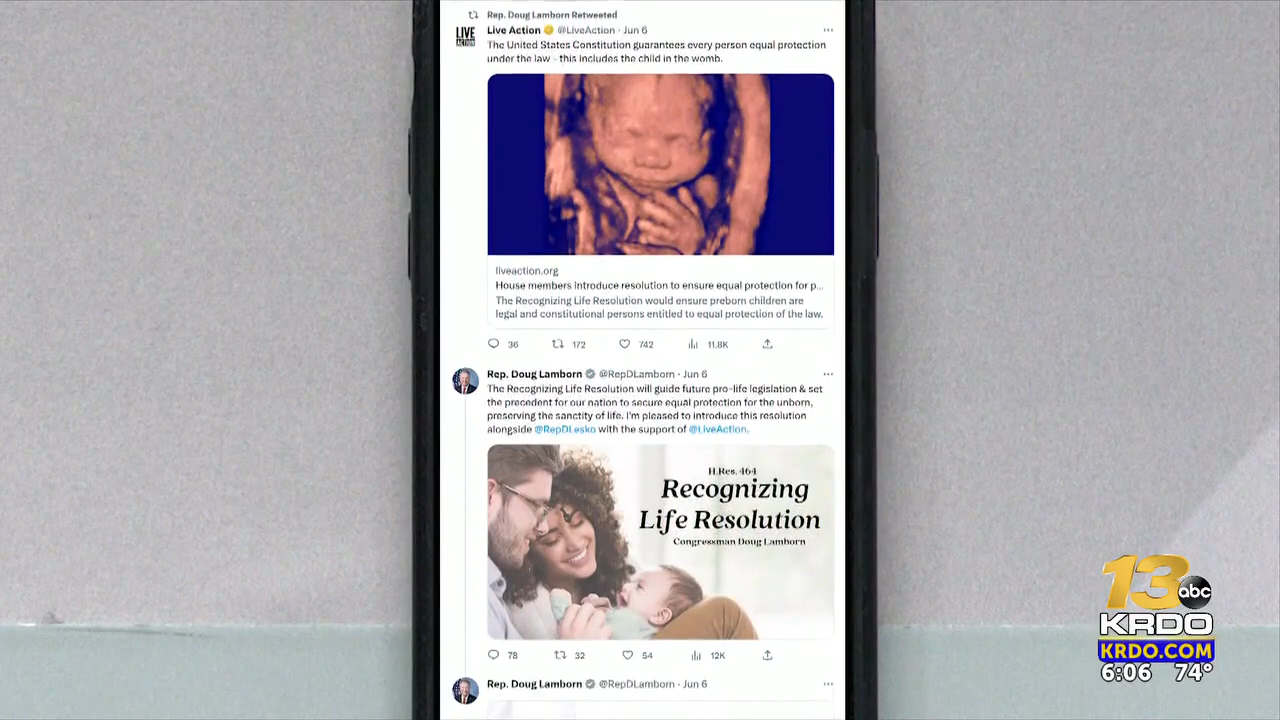 Rep. Doug Lamborn Retweeted
LIVE ACTION
Live Action @LiveAction · Jun 6
The United States Constitution guarantees every person equal protection
under the law - this includes the child in the womb.
liveaction.org
House members introduce resolution to ensure equal protection for p...
The Recognizing Life Resolution would ensure preborn children are
legal and constitutional persons entitled to equal protection of the law.
36 172 742 11.8K
Rep. Doug Lamborn @RepDLamborn · Jun 6
The Recognizing Life Resolution will guide future pro-life legislation & set
the precedent for our nation to secure equal protection for the unborn,
preserving the sanctity of life. I'm pleased to introduce this resolution
alongside @RepDLesko with the support of @LiveAction.
H.Res. 464
Recognizing
Life Resolution
Congressman Doug Lamborn
78 32 54 12K
Rep. Doug Lamborn @RepDLamborn · Jun 6
13 abc
KRDO
KRDO.COM
6:06 74°